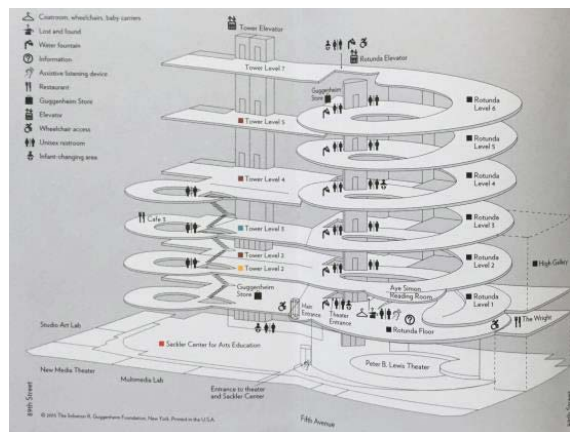 Coatroom, wheelchairs, baby carriers
Lost and found
Water fountain
Information
Assistive listening device
Restaurant
Guggenheim Store
Elevator
Wheelchair access
Unisex restroom
Infant changing area
Tower Elevator
Rotunda Elevator
Tower Level 7
Guggenheim
Store
Rotunda
Level 6
Tower Level 5
Rotunda
Level 5
Tower Level 4
Rotunda
Level 4
Cafe 3
Tower Level 3
Rotunda
Level 3
Tower Level 2
Rotunda
Level 2
High Gallery
Guggenheim
Store
Aye Simon
Reading Room
Rotunda
Level 1
Main
Entrance
Theater
Entrance
Rotunda Floor
The Wright
Studio Art Lab
Sackler Center for Arts Education
Peter B. Lewis Theater
New Media Theater
Multimedia Lab
Entrance to theater
and Sackler Center
Fifth Avenue
© 2005 The Solomon R. Guggenheim Foundation, New York. Printed in the U.S.A.